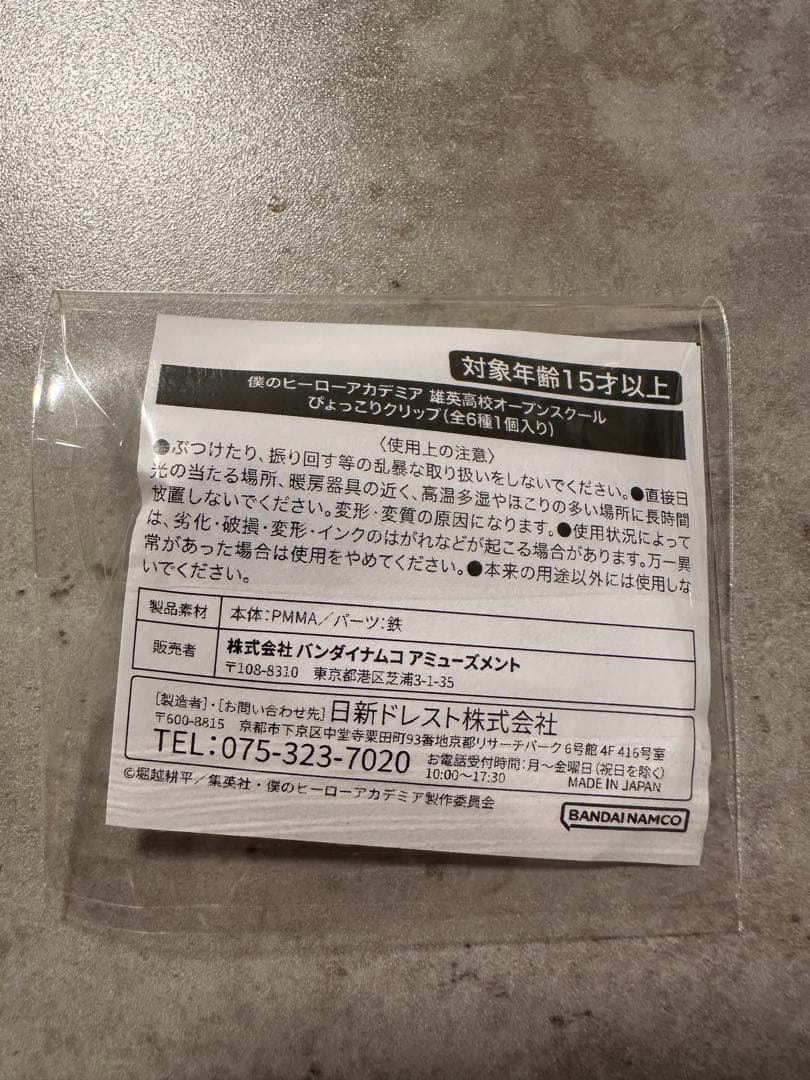 対象年齢15才以上
僕のヒーローアカデミア 雄英高校オープンスクール
ぴょっこりクリップ(全6種1個入り)
〈使用上の注意〉
●ぶつけたり、振り回す等の乱暴な取り扱いをしないでください。●直接日
光の当たる場所、暖房器具の近く、高温多湿やほこりの多い場所に長時間
放置しないでください。変形・変質の原因になります。●使用状況によって
は、劣化・破損・変形・インクのはがれなどが起こる場合があります。万一異
常があった場合は使用をやめてください。●本来の用途以外には使用しな
いでください。
製品素材 本体:PMMA/パーツ:鉄
販売者 株式会社 バンダイナムコ アミューズメント
〒108-8310 東京都港区芝浦3-1-35
[製造者]・[お問い合わせ先] 日新ドレスト株式会社
〒600-8815 京都市下京区中堂寺粟田町93番地京都リサーチパーク 6号館 4F 416号室
TEL:075-323-7020 お電話受付時間:月〜金曜日(祝日を除く)
10:00〜17:30 MADE IN JAPAN
©堀越耕平/集英社・僕のヒーローアカデミア製作委員会
BANDAI NAMCO